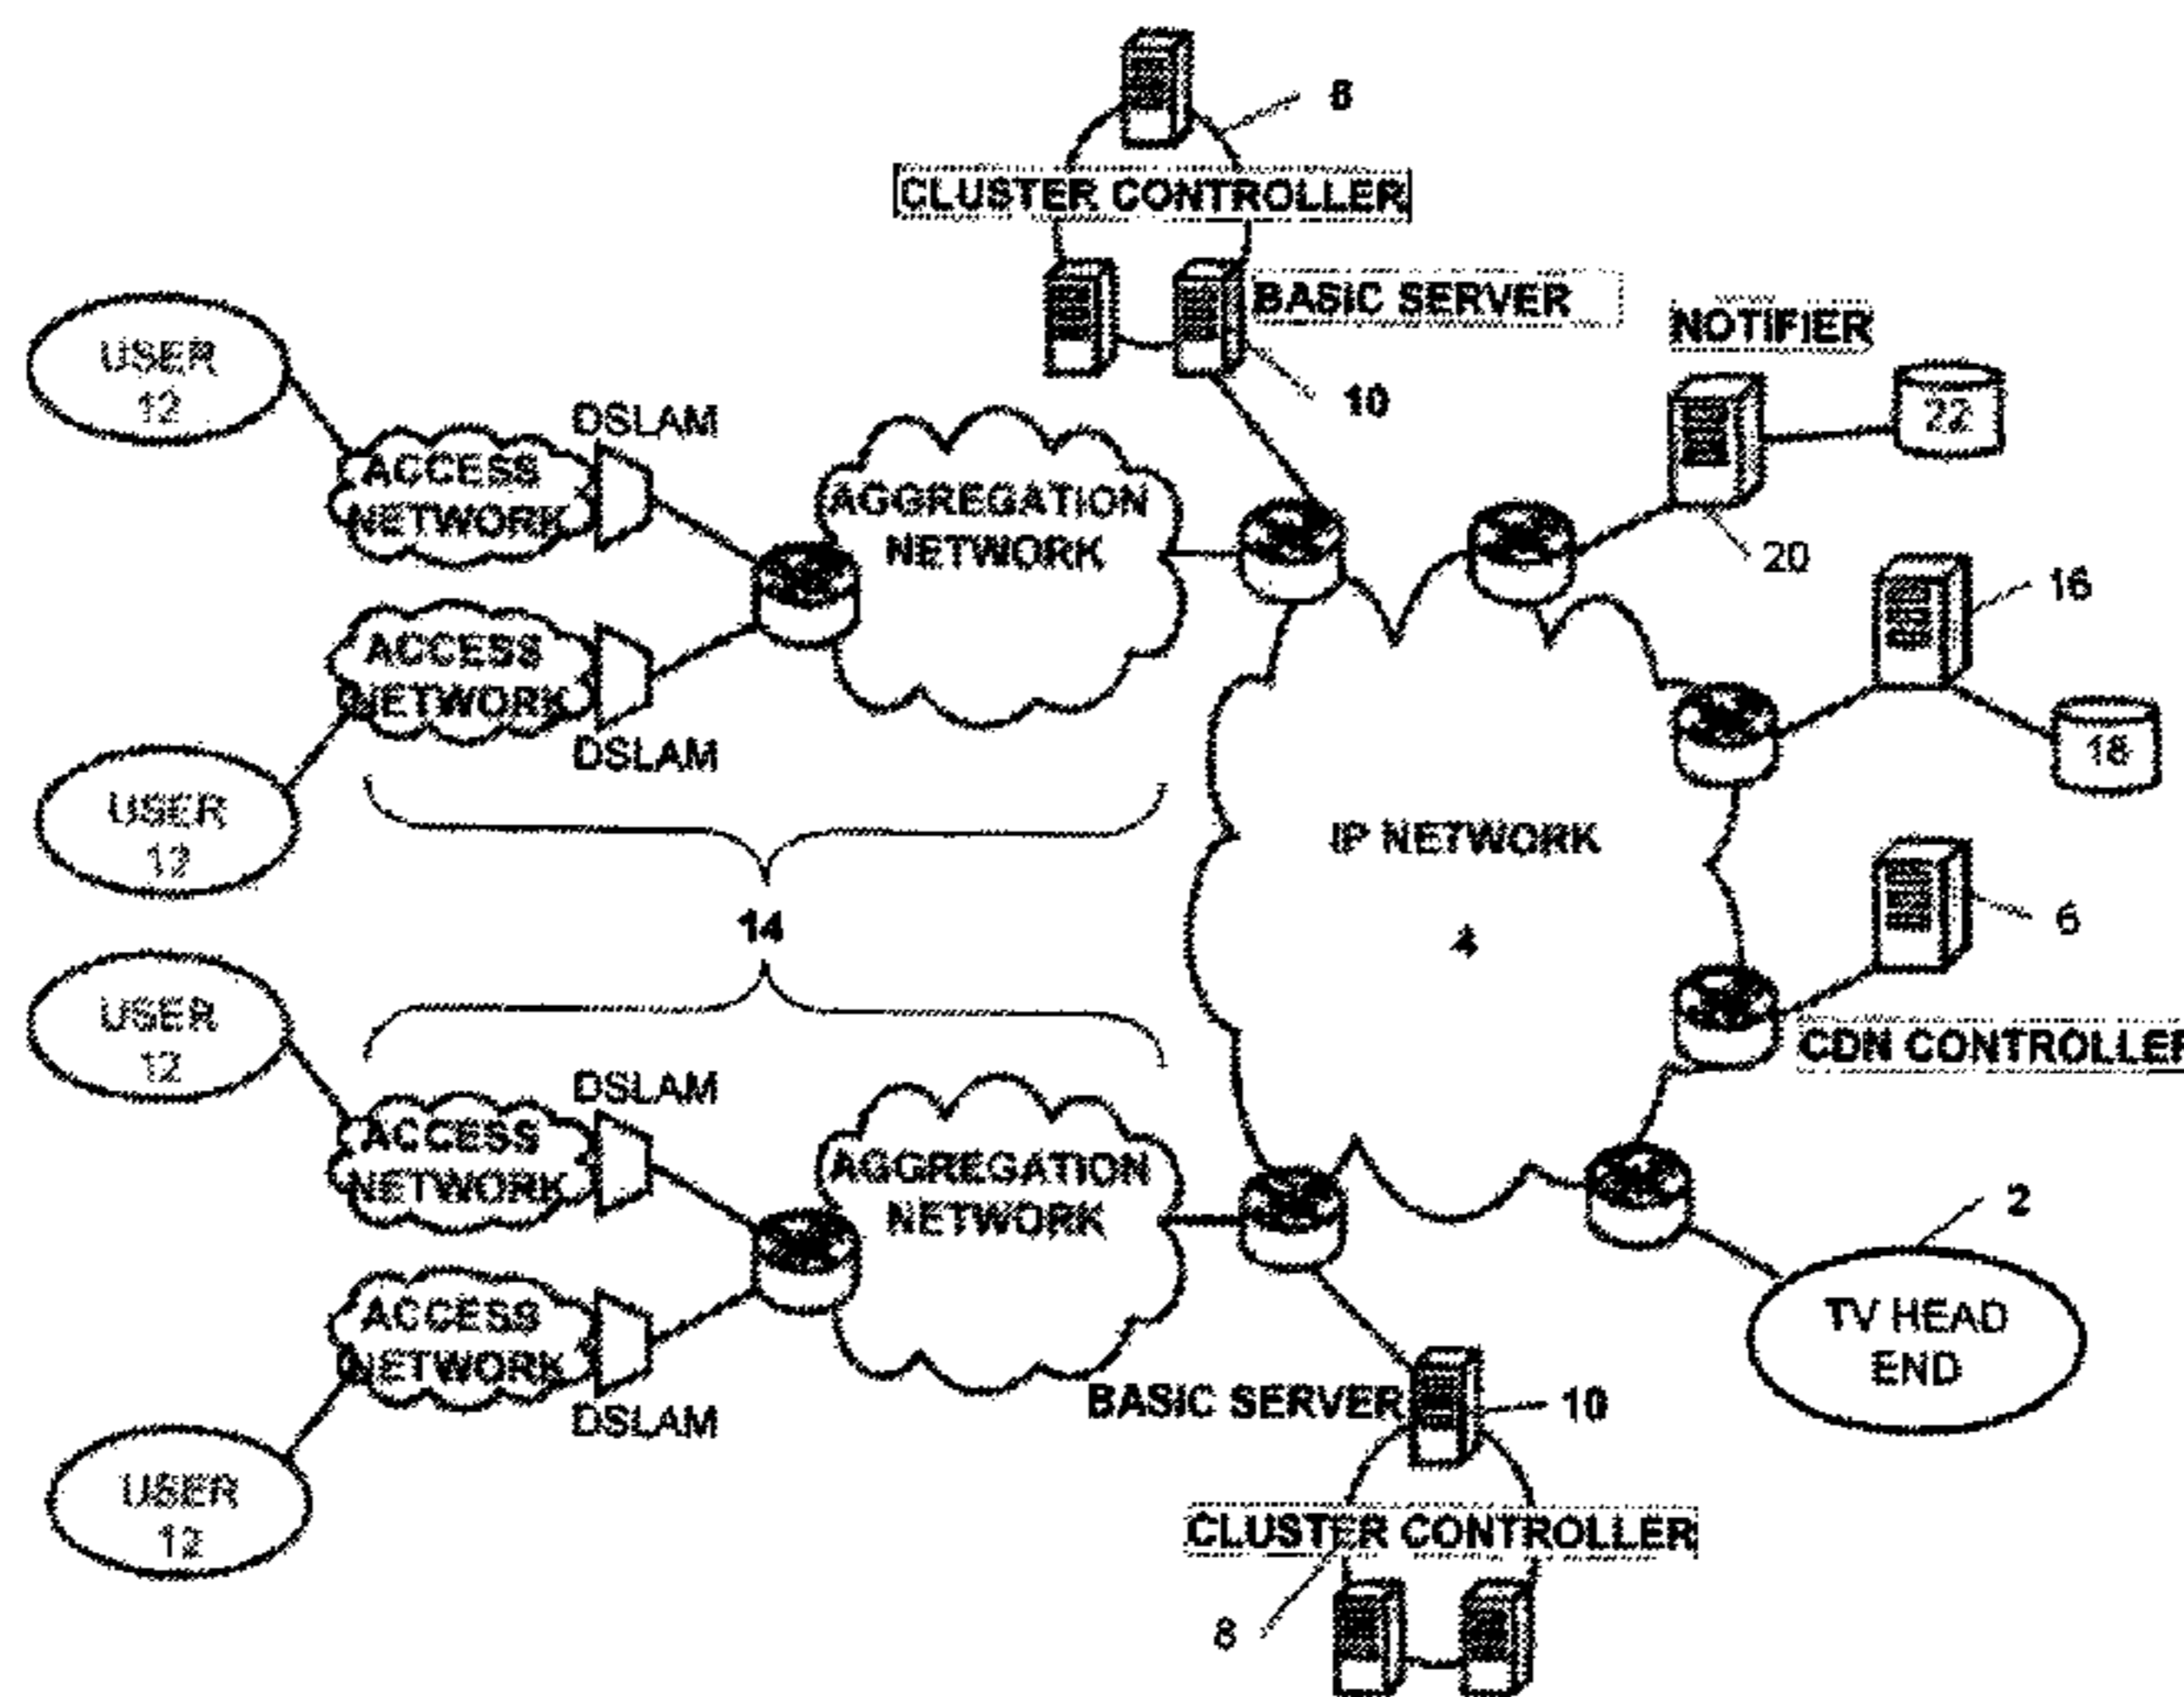 8
CLUSTER CONTROLLER
BASIC SERVER
10
NOTIFIER
22
20
USER
12
DSLAM
ACCESS
NETWORK
AGGREGATION
NETWORK
16
18
ACCESS
NETWORK
DSLAM
USER
12
14
IP NETWORK
4
6
CDN CONTROLLER
USER
12
DSLAM
ACCESS
NETWORK
AGGREGATION
NETWORK
2
TV HEAD
END
ACCESS
NETWORK
DSLAM
USER
12
BASIC SERVER
10
CLUSTER CONTROLLER
8